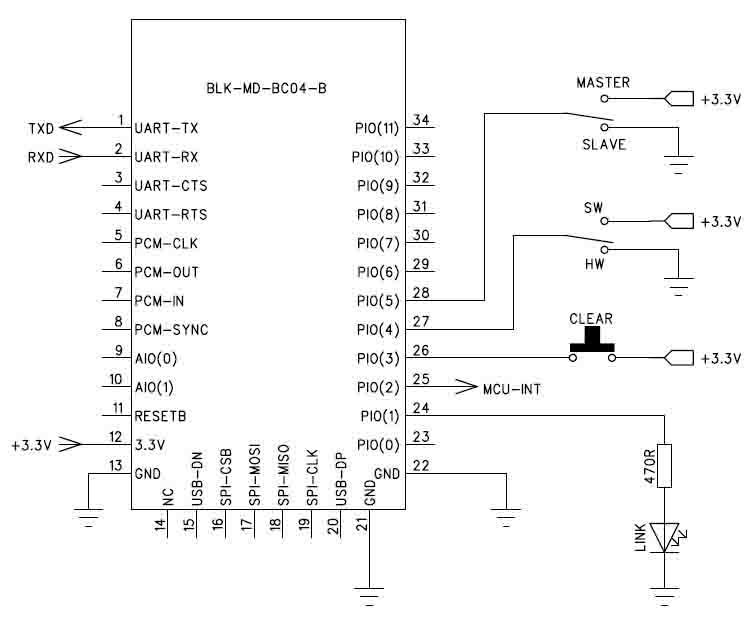 BLK-MD-BC04-B
TXD
1
UART-TX
RXD
2
UART-RX
3
UART-CTS
4
UART-RTS
5
PCM-CLK
6
PCM-OUT
7
PCM-IN
8
PCM-SYNC
9
AIO(0)
10
AIO(1)
11
RESETB
+3.3V
12
3.3V
13
GND
14
NC
15
USB-DN
16
SPI-CSB
17
SPI-MOSI
18
SPI-MISO
19
SPI-CLK
20
USB-DP
21
GND
PIO(11)
34
PIO(10)
33
PIO(9)
32
PIO(8)
31
PIO(7)
30
PIO(6)
29
PIO(5)
28
PIO(4)
27
PIO(3)
26
PIO(2)
25
MCU-INT
PIO(1)
24
PIO(0)
23
GND
22
MASTER
+3.3V
SLAVE
SW
+3.3V
HW
CLEAR
+3.3V
470R
LINK